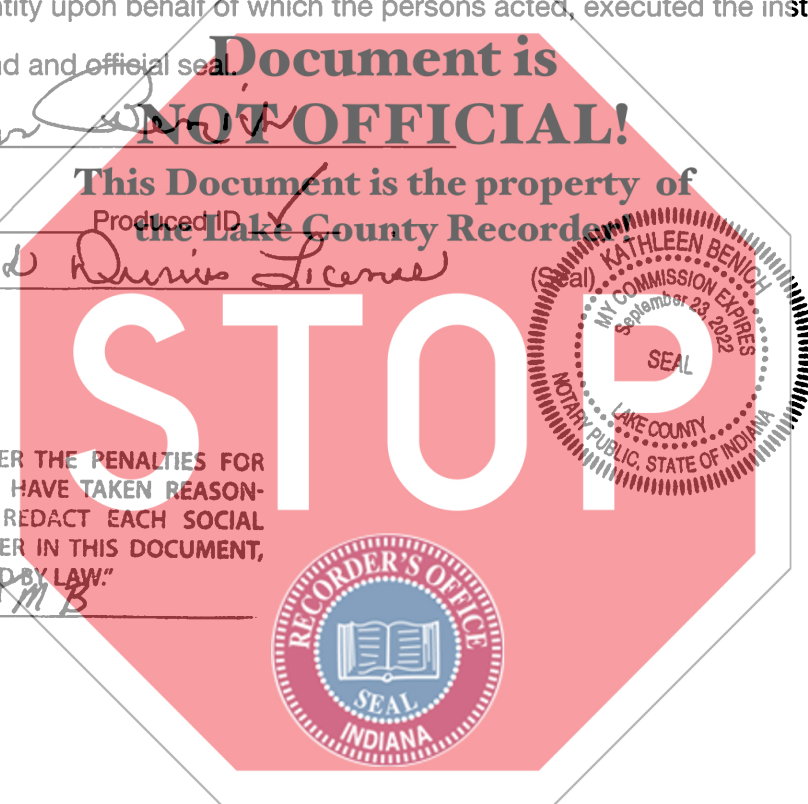 ntity upon behalf of which the persons acted, executed the inst
nd and official seal.
Document is
NOT OFFICIAL!
This Document is the property of
the Lake County Recorder!
Produced ID ✓
Drivers License
(Seal)
KATHLEEN BENICH
MY COMMISSION EXPIRES
September 23, 2022
SEAL
LAKE COUNTY
NOTARY PUBLIC, STATE OF INDIANA
STOP
ER THE PENALTIES FOR
HAVE TAKEN REASON-
REDACT EACH SOCIAL
ER IN THIS DOCUMENT,
D BY LAW."
MB
RECORDER'S OFFICE
SEAL
INDIANA